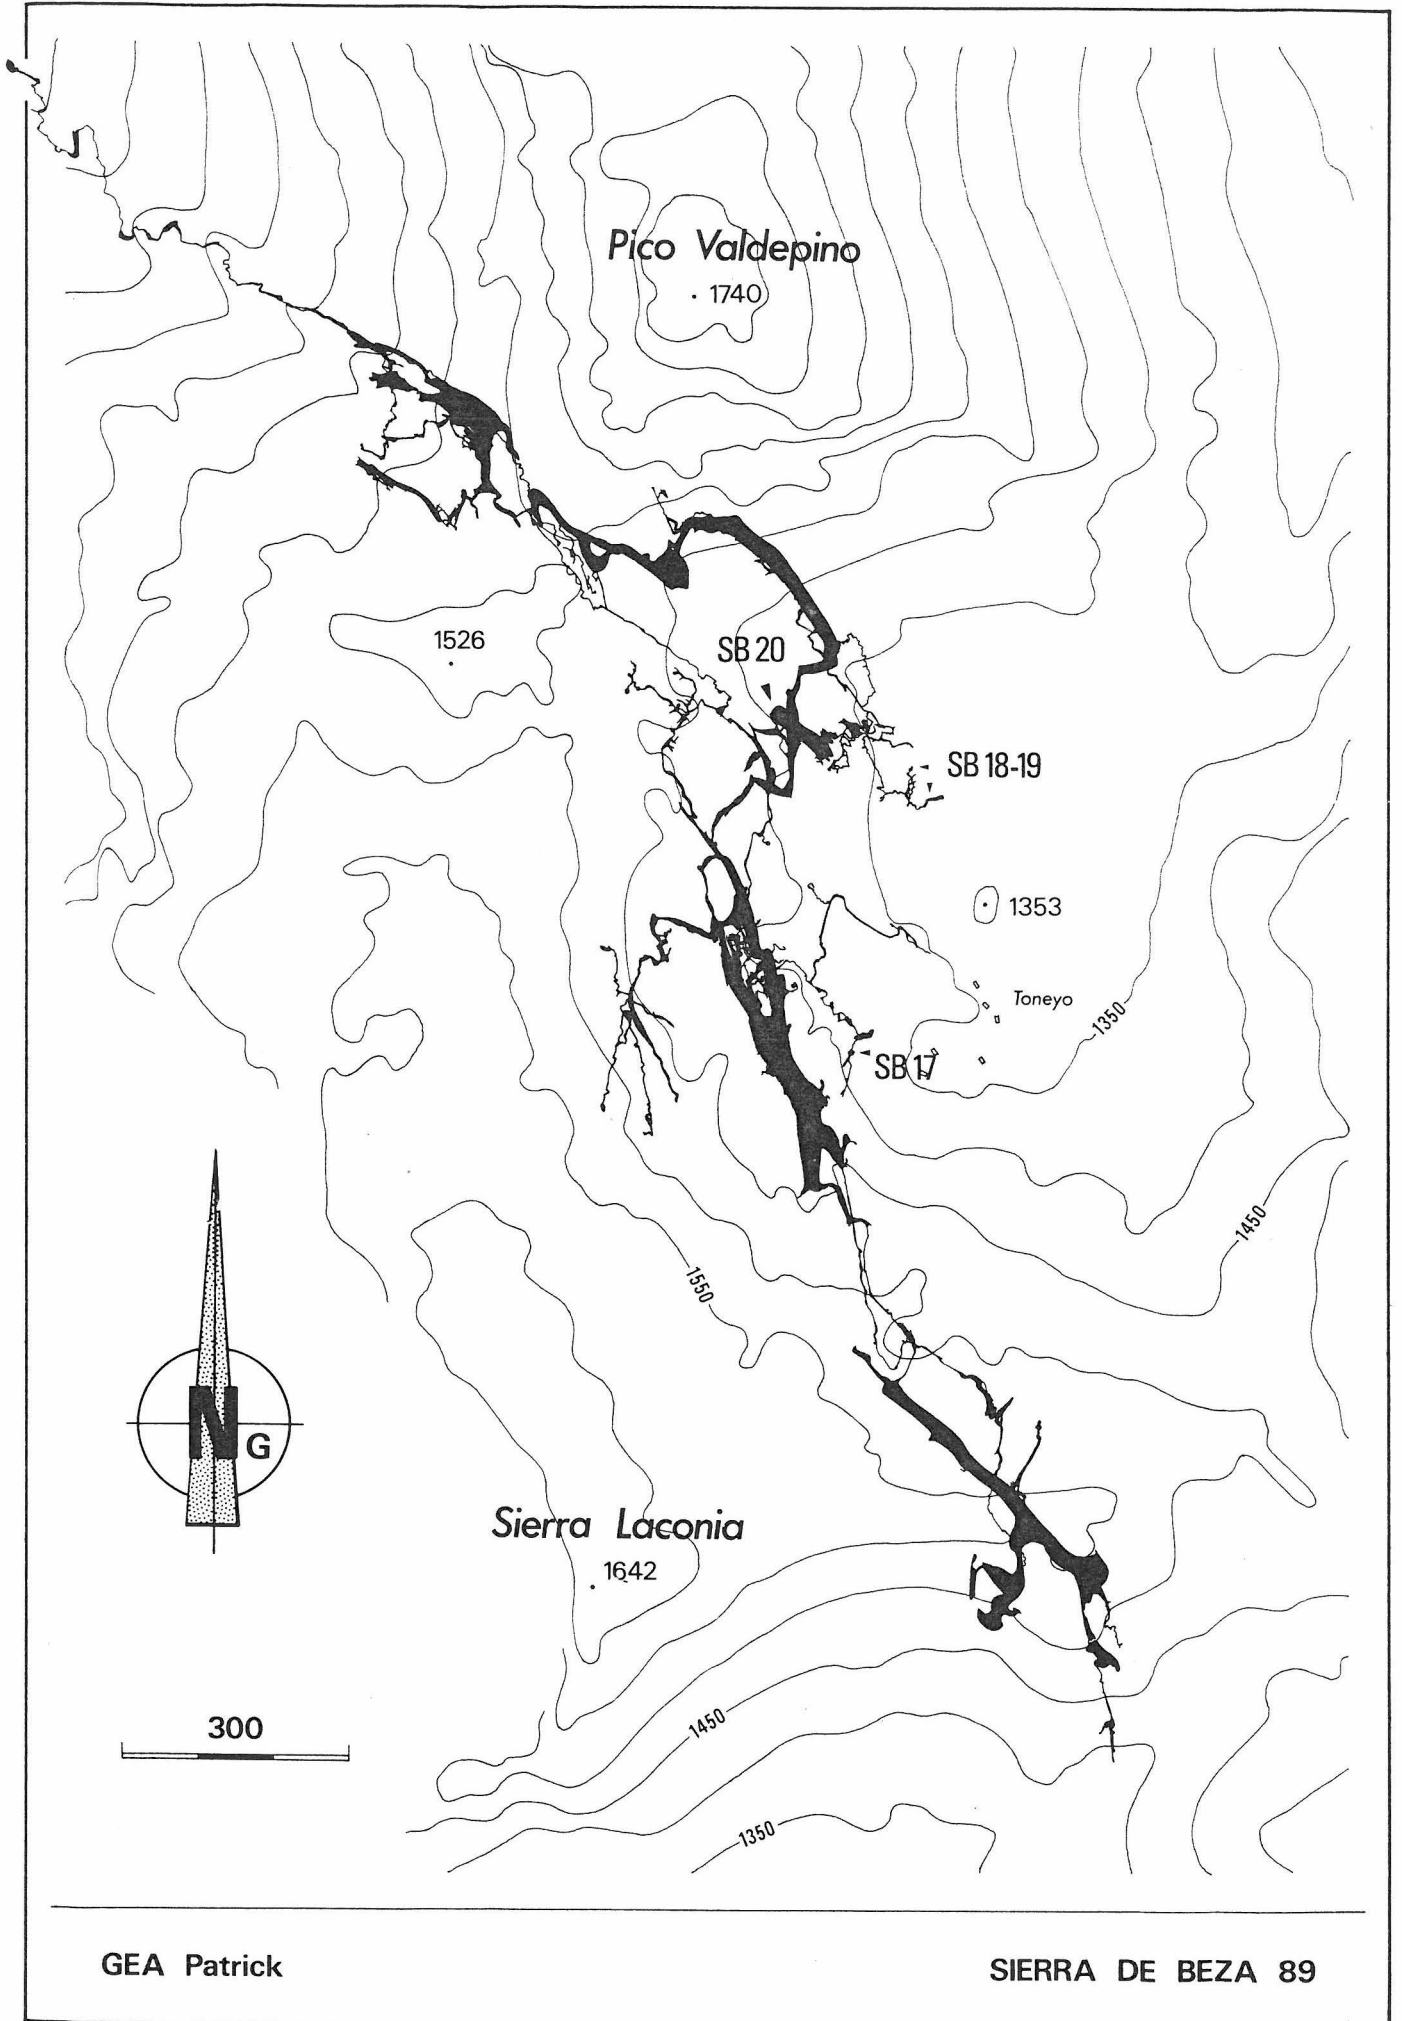 Pico Valdepino
1740
1526
SB 20
SB 18-19
1353
Toneyo
1350
SB 17
1450
1550
N
G
Sierra Laconia
1642
300
1450
1350
GEA Patrick
SIERRA DE BEZA 89